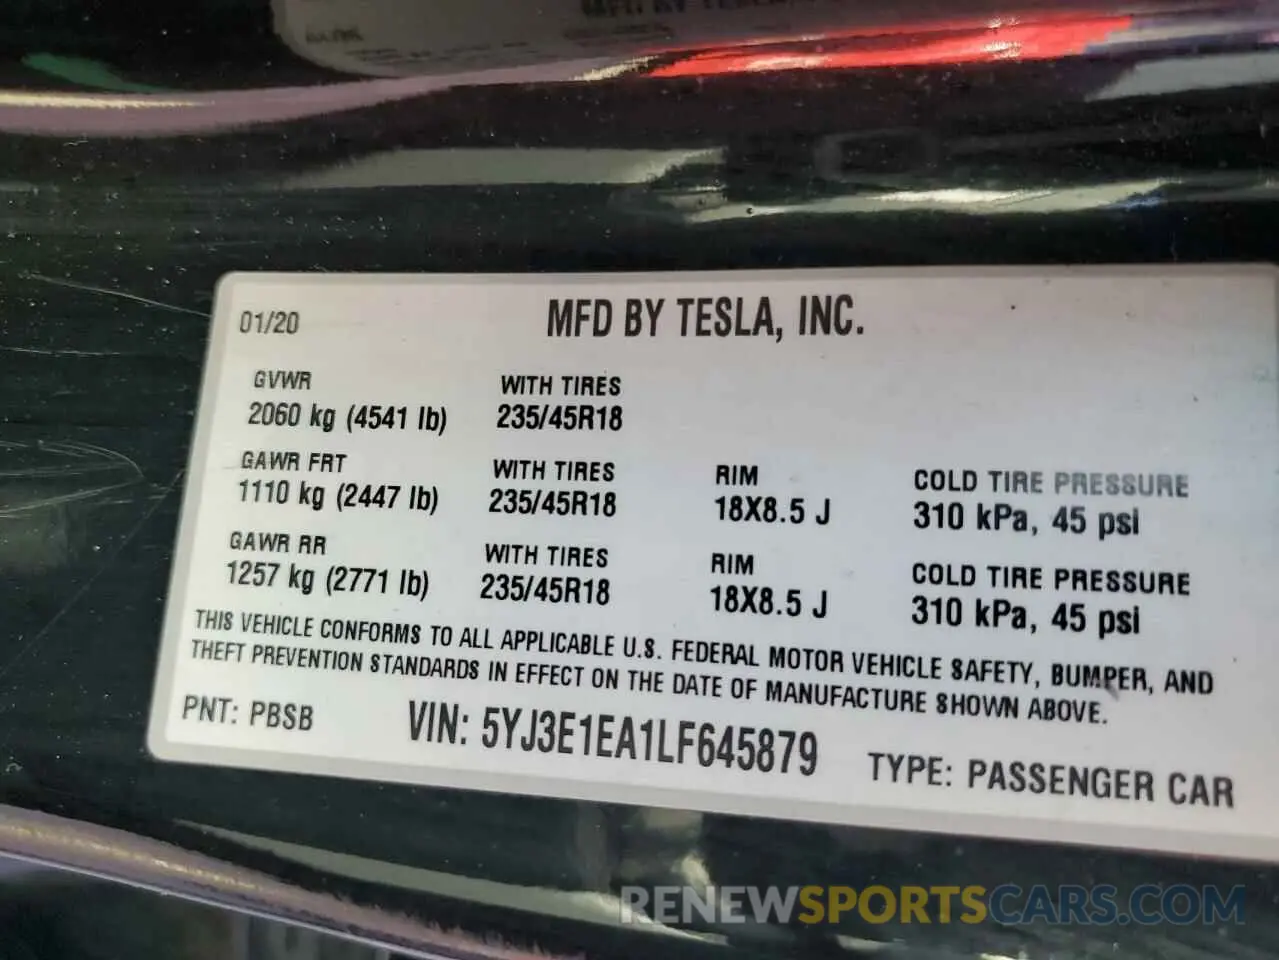 MFD BY TESLA
01/20
MFD BY TESLA, INC.
GVWR WITH TIRES
2060 kg (4541 lb) 235/45R18
GAWR FRT WITH TIRES RIM COLD TIRE PRESSURE
1110 kg (2447 lb) 235/45R18 18X8.5 J 310 kPa, 45 psi
GAWR RR WITH TIRES RIM COLD TIRE PRESSURE
1257 kg (2771 lb) 235/45R18 18X8.5 J 310 kPa, 45 psi
THIS VEHICLE CONFORMS TO ALL APPLICABLE U.S. FEDERAL MOTOR VEHICLE SAFETY, BUMPER, AND
THEFT PREVENTION STANDARDS IN EFFECT ON THE DATE OF MANUFACTURE SHOWN ABOVE.
PNT: PBSB VIN: 5YJ3E1EA1LF645879 TYPE: PASSENGER CAR
RENEWSPORTSCARS.COM